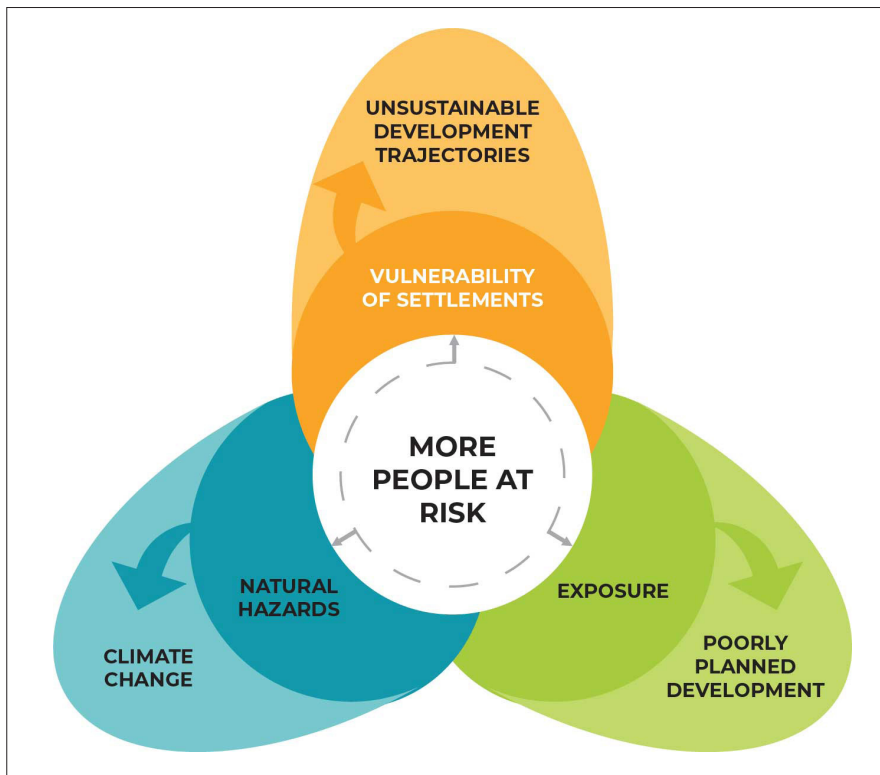 UNSUSTAINABLE
DEVELOPMENT
TRAJECTORIES
VULNERABILITY
OF SETTLEMENTS
MORE
PEOPLE AT
RISK
NATURAL
HAZARDS
EXPOSURE
CLIMATE
CHANGE
POORLY
PLANNED
DEVELOPMENT